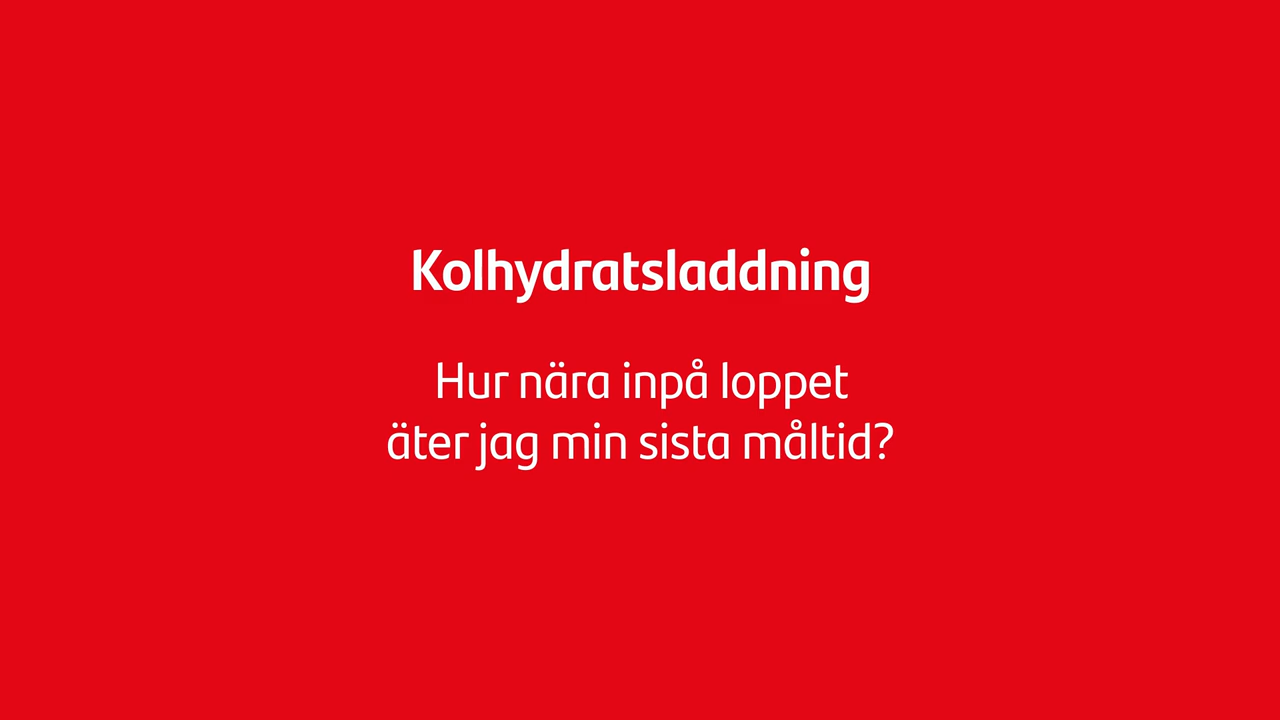 Kolhydratsladdning
Hur nära inpå loppet
äter jag min sista måltid?